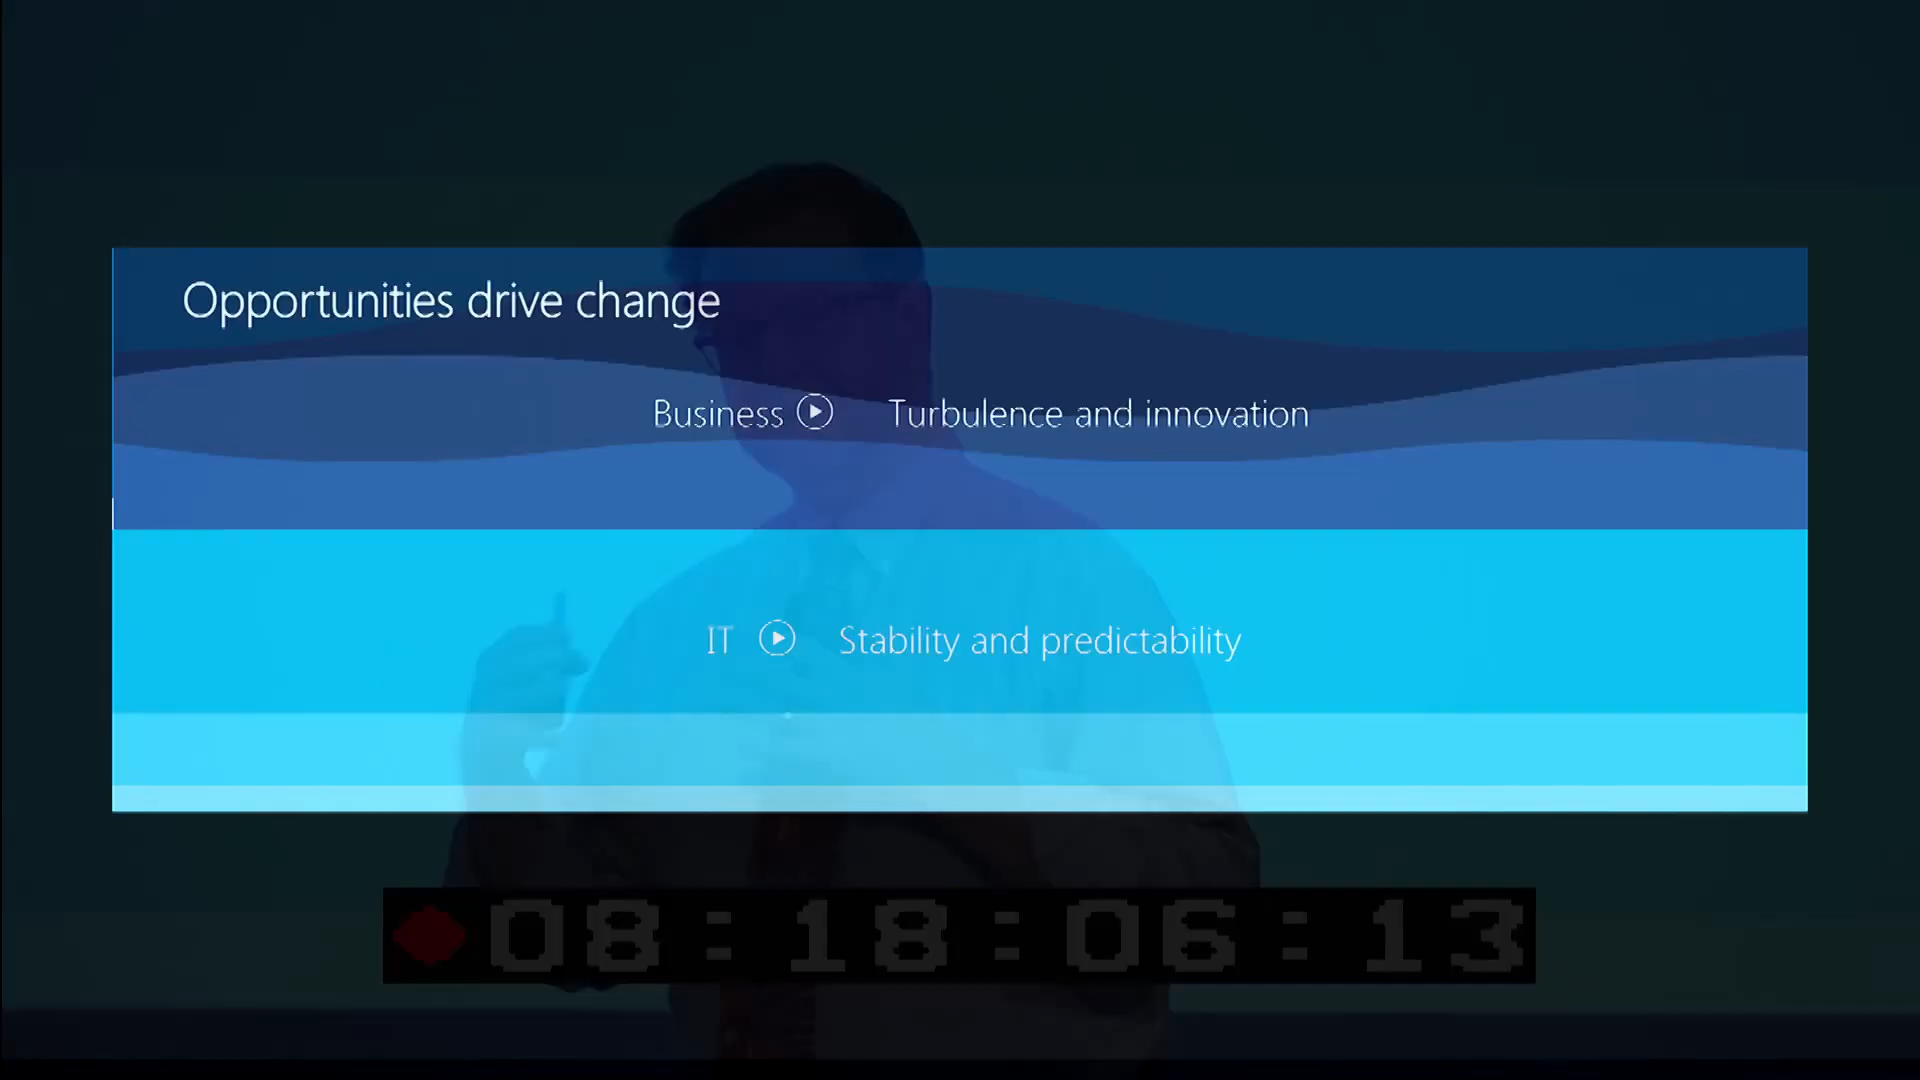 Opportunities drive change
Business Turbulence and innovation
IT Stability and predictability
08:18:06:13